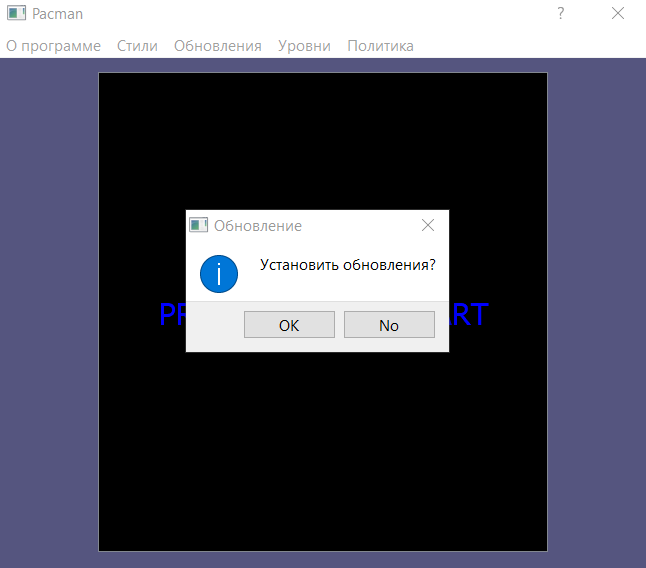 Pacman
О программе Стили Обновления Уровни Политика
Обновление
Установить обновления?
OK No